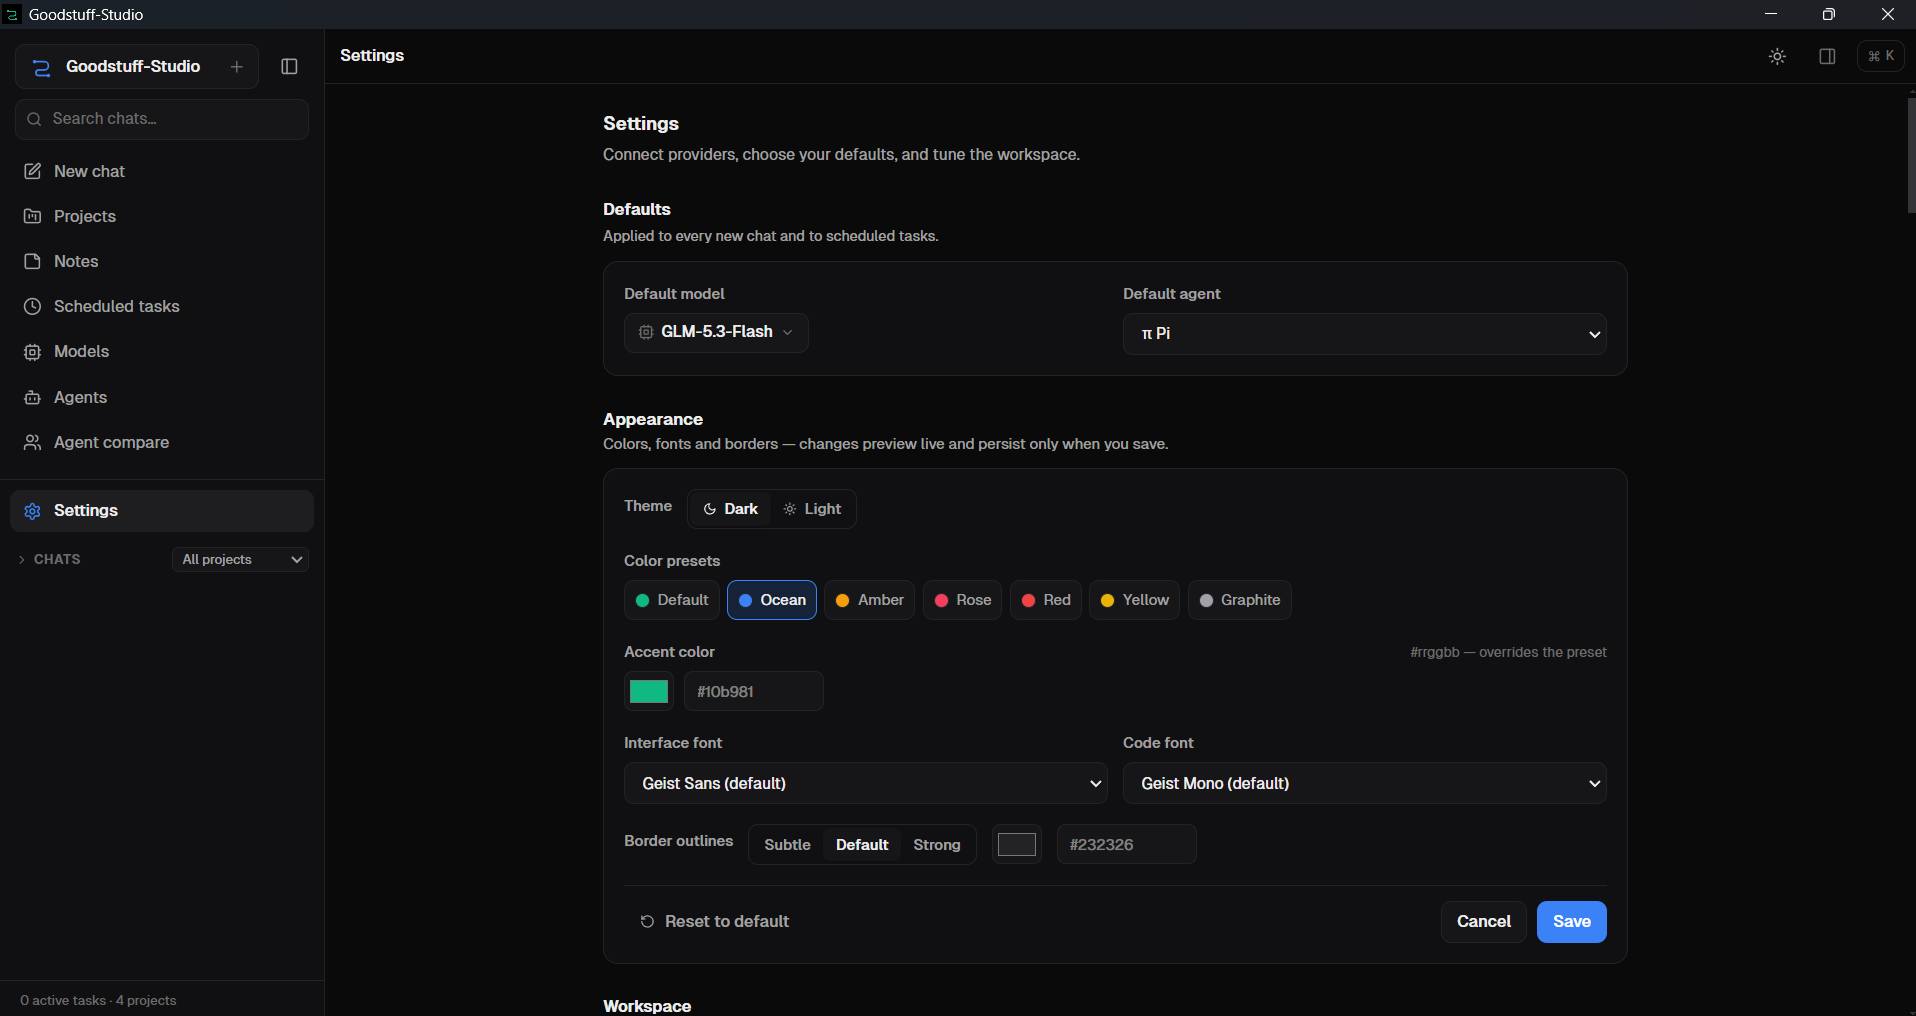 Goodstuff-Studio
Goodstuff-Studio
Search chats...
New chat
Projects
Notes
Scheduled tasks
Models
Agents
Agent compare
Settings
CHATS
All projects
0 active tasks · 4 projects
Settings
⌘ K
Settings
Connect providers, choose your defaults, and tune the workspace.
Defaults
Applied to every new chat and to scheduled tasks.
Default model
Default agent
GLM-5.3-Flash
π Pi
Appearance
Colors, fonts and borders — changes preview live and persist only when you save.
Theme
Dark
Light
Color presets
Default
Ocean
Amber
Rose
Red
Yellow
Graphite
Accent color
#rrggbb — overrides the preset
#10b981
Interface font
Code font
Geist Sans (default)
Geist Mono (default)
Border outlines
Subtle
Default
Strong
#232326
Reset to default
Cancel
Save
Workspace